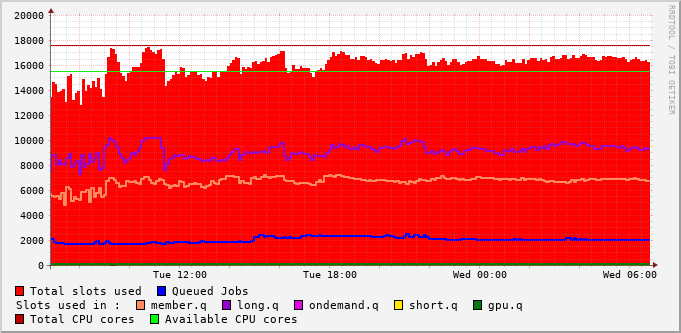 20000
18000
16000
14000
12000
10000
8000
6000
4000
2000
0
Tue 12:00 Tue 18:00 Wed 00:00 Wed 06:00
Total slots used Queued Jobs
Slots used in : member.q long.q ondemand.q short.q gpu.q
Total CPU cores Available CPU cores
RRDTOOL / TOBI OETIKER